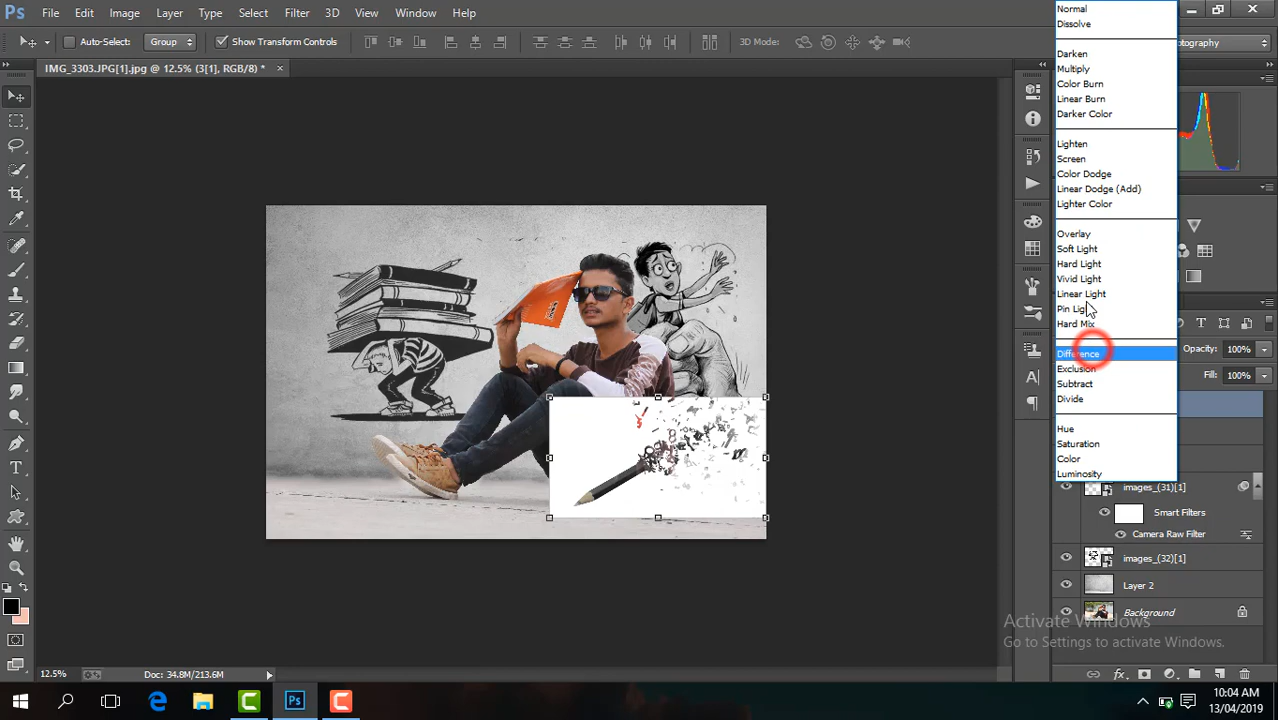 Ps File Edit Image Layer Type Select Filter 3D View Window Help
Auto-Select: Group Show Transform Controls 3D Mode:
IMG_3303.JPG[1].jpg @ 12.5% (3[1], RGB/8) *
Normal
Dissolve
Darken
Multiply
Color Burn
Linear Burn
Darker Color
Lighten
Screen
Color Dodge
Linear Dodge (Add)
Lighter Color
Overlay
Soft Light
Hard Light
Vivid Light
Linear Light
Pin Light
Hard Mix
Difference
Exclusion
Subtract
Divide
Hue
Saturation
Color
Luminosity
Opacity: 100%
Fill: 100%
images_(31)[1]
Smart Filters
Camera Raw Filter
images_(32)[1]
Layer 2
Background
Activate Windows
Go to Settings to activate Windows.
12.5% Doc: 34.8M/213.6M
10:04 AM
13/04/2019